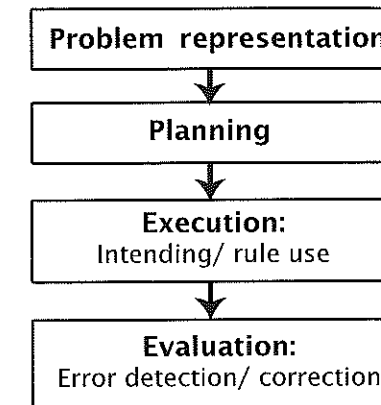 Problem representation
Planning
Execution:
Intending/ rule use
Evaluation:
Error detection/ correction